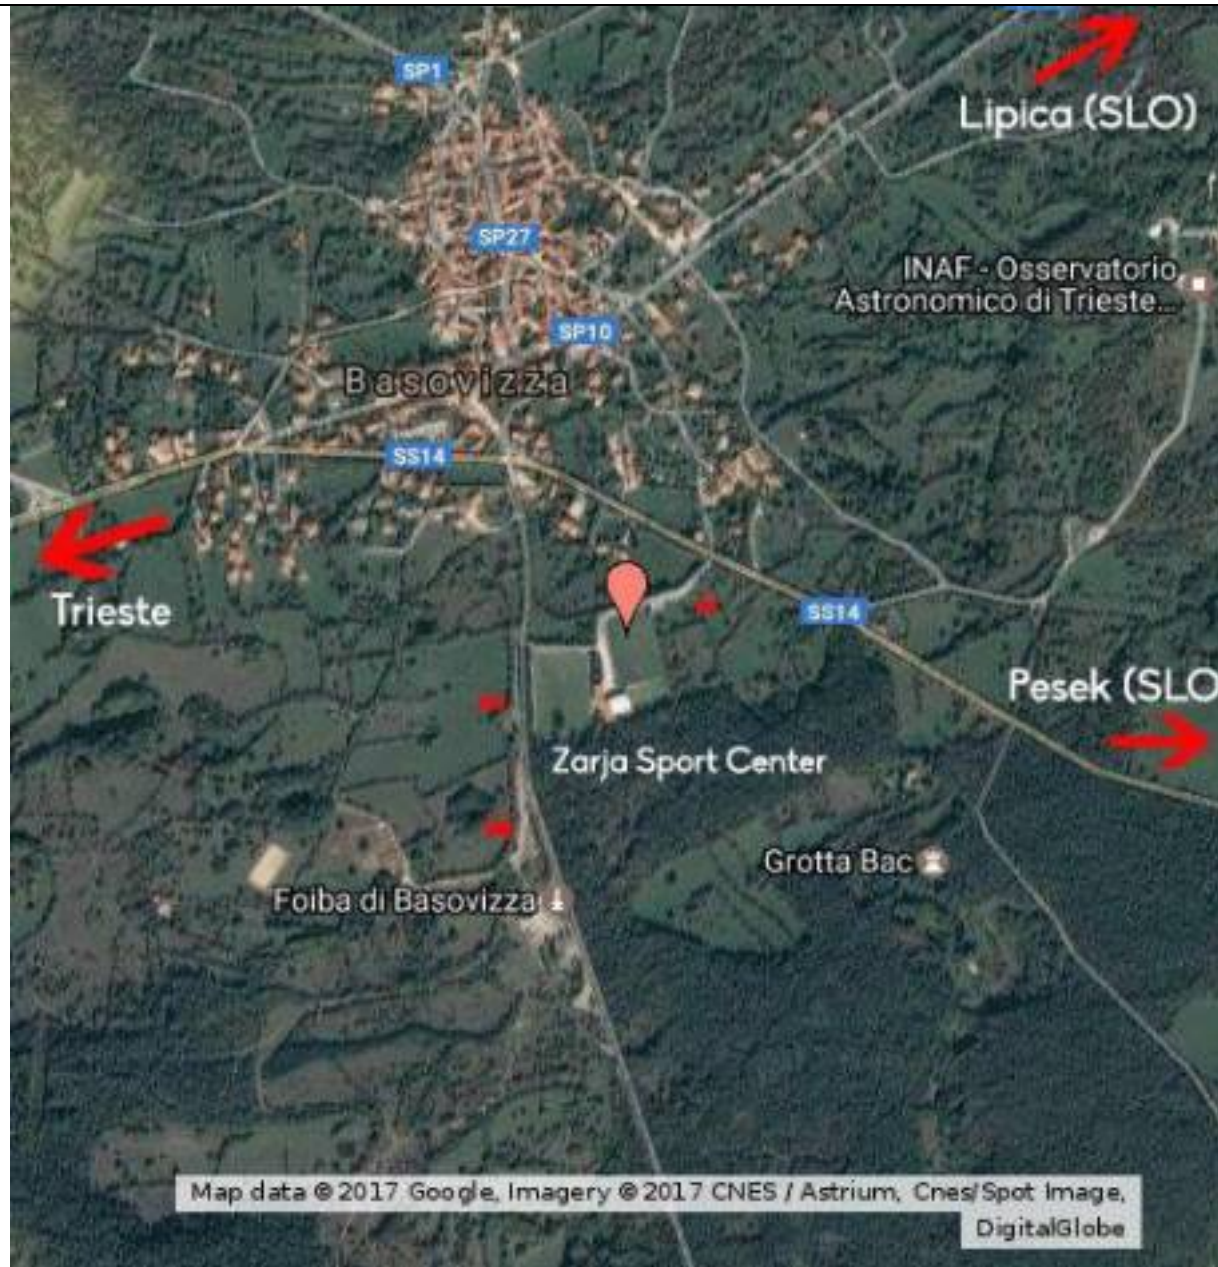 SP1
Lipica (SLO)
SP27
INAF - Osservatorio
Astronomico di Trieste...
SP10
Basovizza
SS14
Trieste
SS14
Pesek (SLO
Zarja Sport Center
Grotta Bac
Foiba di Basovizza
Map data © 2017 Google, Imagery © 2017 CNES / Astrium, Cnes/Spot Image,
DigitalGlobe